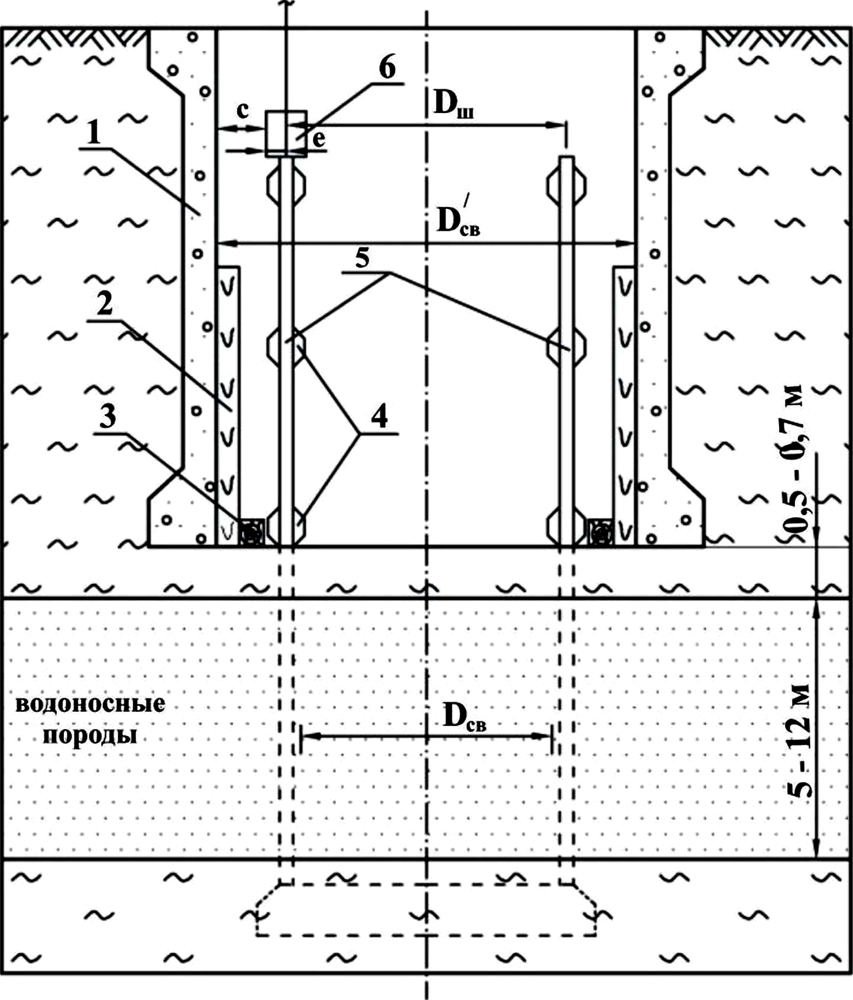 6
Dш
c
1
e
D′св
5
2
3
4
0,5 - 0,7 м
водоносные
породы
Dсв
5 - 12 м